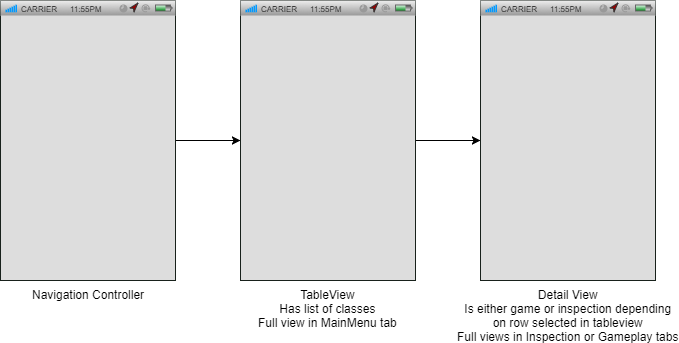 CARRIER 11:55PM
CARRIER 11:55PM
CARRIER 11:55PM
Navigation Controller
TableView
Has list of classes
Full view in MainMenu tab
Detail View
Is either game or inspection depending
on row selected in tableview
Full views in Inspection or Gameplay tabs